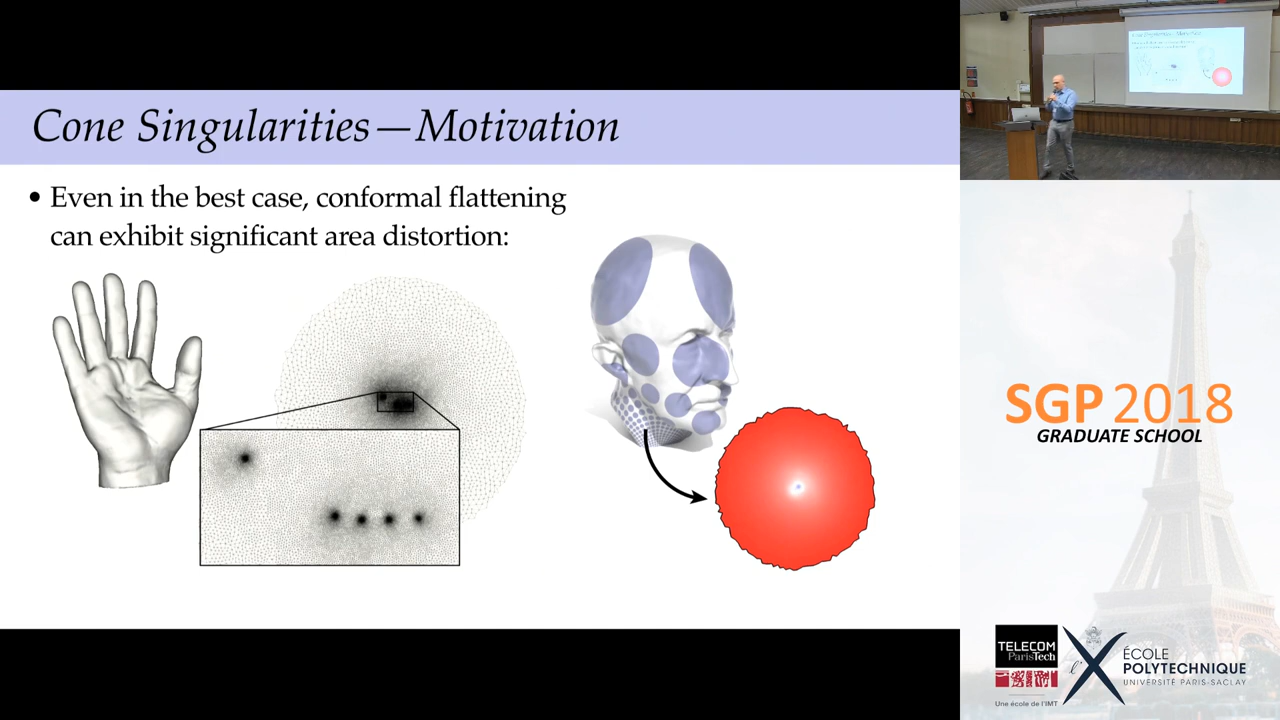 Cone Singularities—Motivation
• Even in the best case, conformal flattening
can exhibit significant area distortion:
SGP 2018
GRADUATE SCHOOL
TELECOM
ParisTech
Une école de l'IMT
l'X
ÉCOLE
POLYTECHNIQUE
UNIVERSITÉ PARIS-SACLAY